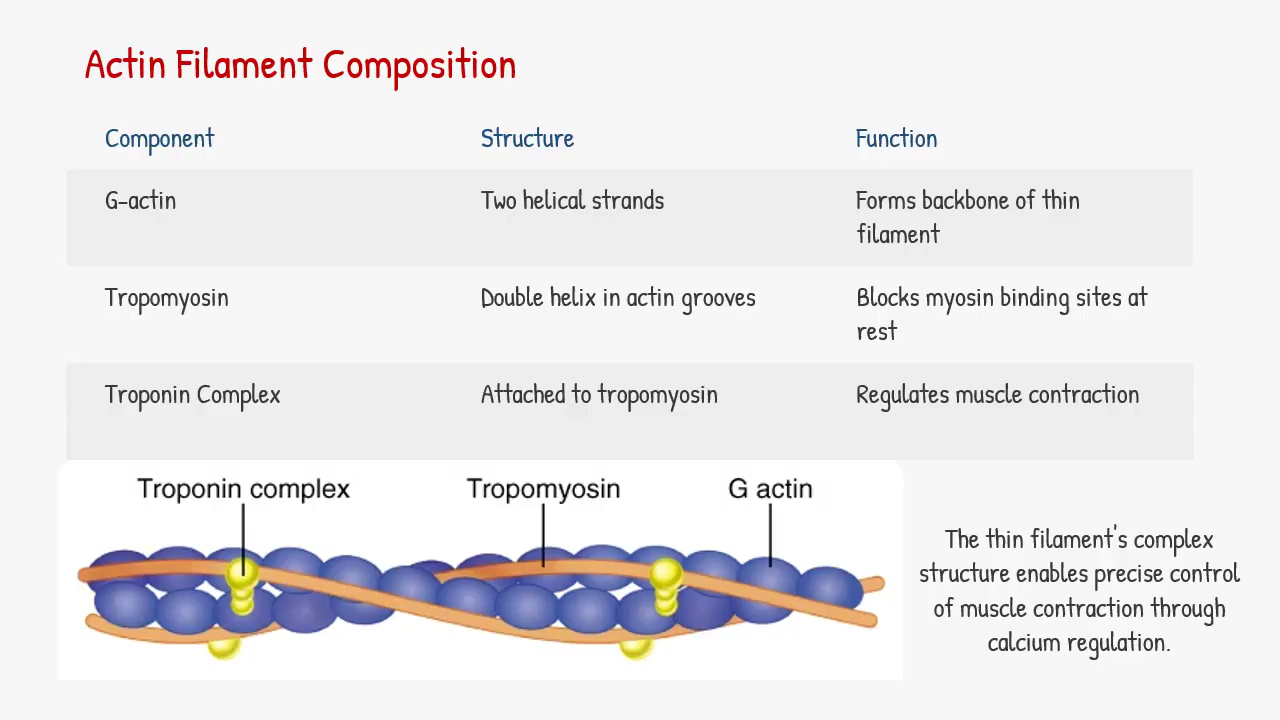 Actin Filament Composition
Component Structure Function
G-actin Two helical strands Forms backbone of thin
filament
Tropomyosin Double helix in actin grooves Blocks myosin binding sites at
rest
Troponin Complex Attached to tropomyosin Regulates muscle contraction
Troponin complex Tropomyosin G actin
The thin filament's complex
structure enables precise control
of muscle contraction through
calcium regulation.